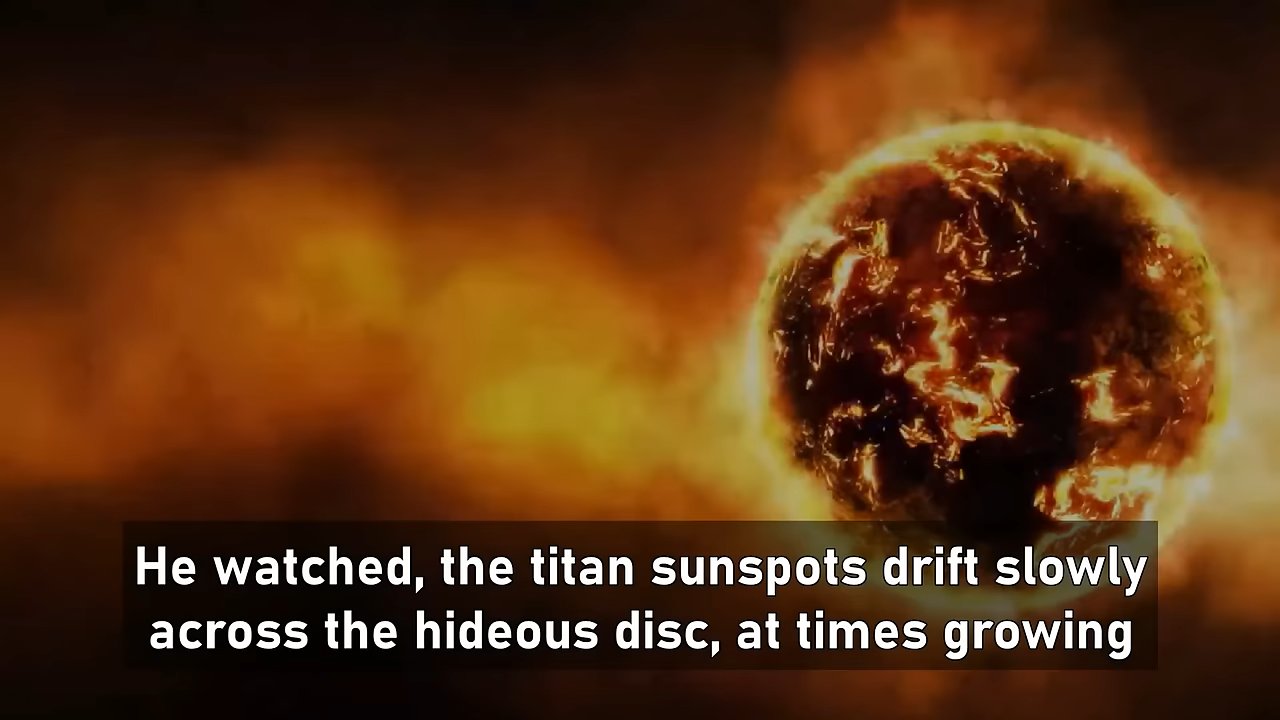 He watched, the titan sunspots drift slowly
across the hideous disc, at times growing